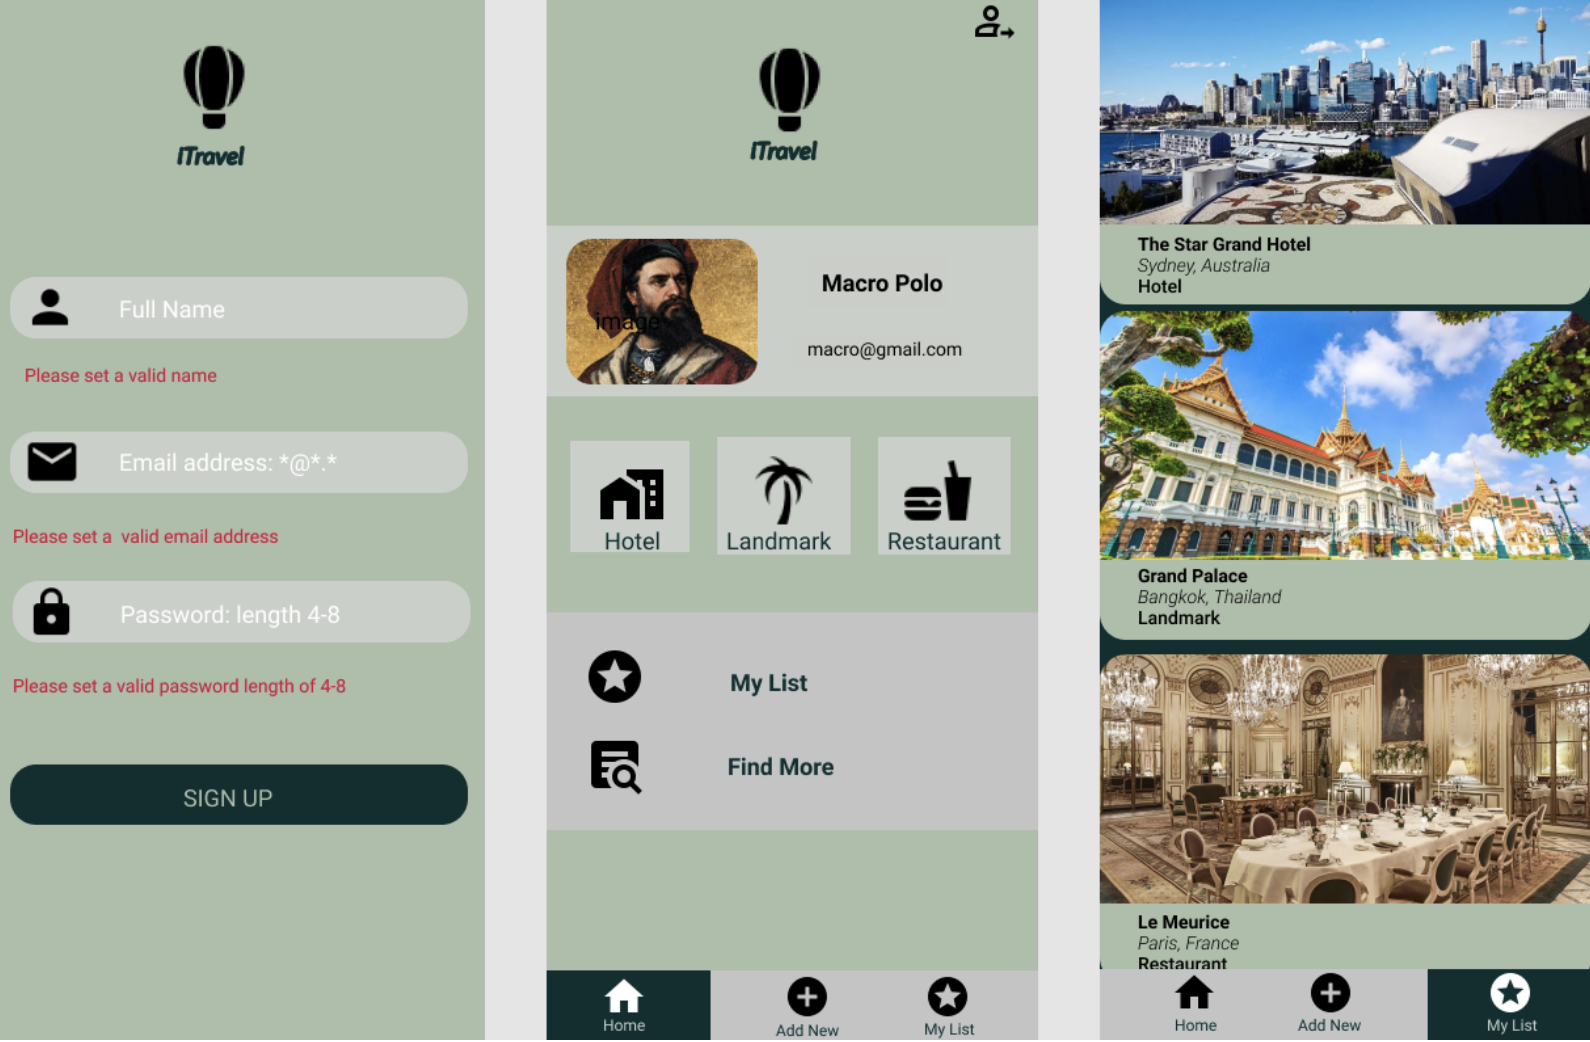 iTravel
Full Name
Please set a valid name
Email address: *@*.*
Please set a  valid email address
Password: length 4-8
Please set a valid password length of 4-8
SIGN UP
iTravel
image
Macro Polo
macro@gmail.com
Hotel
Landmark
Restaurant
My List
Find More
Home
Add New
My List
The Star Grand Hotel
Sydney, Australia
Hotel
Grand Palace
Bangkok, Thailand
Landmark
Le Meurice
Paris, France
Restaurant
Home
Add New
My List